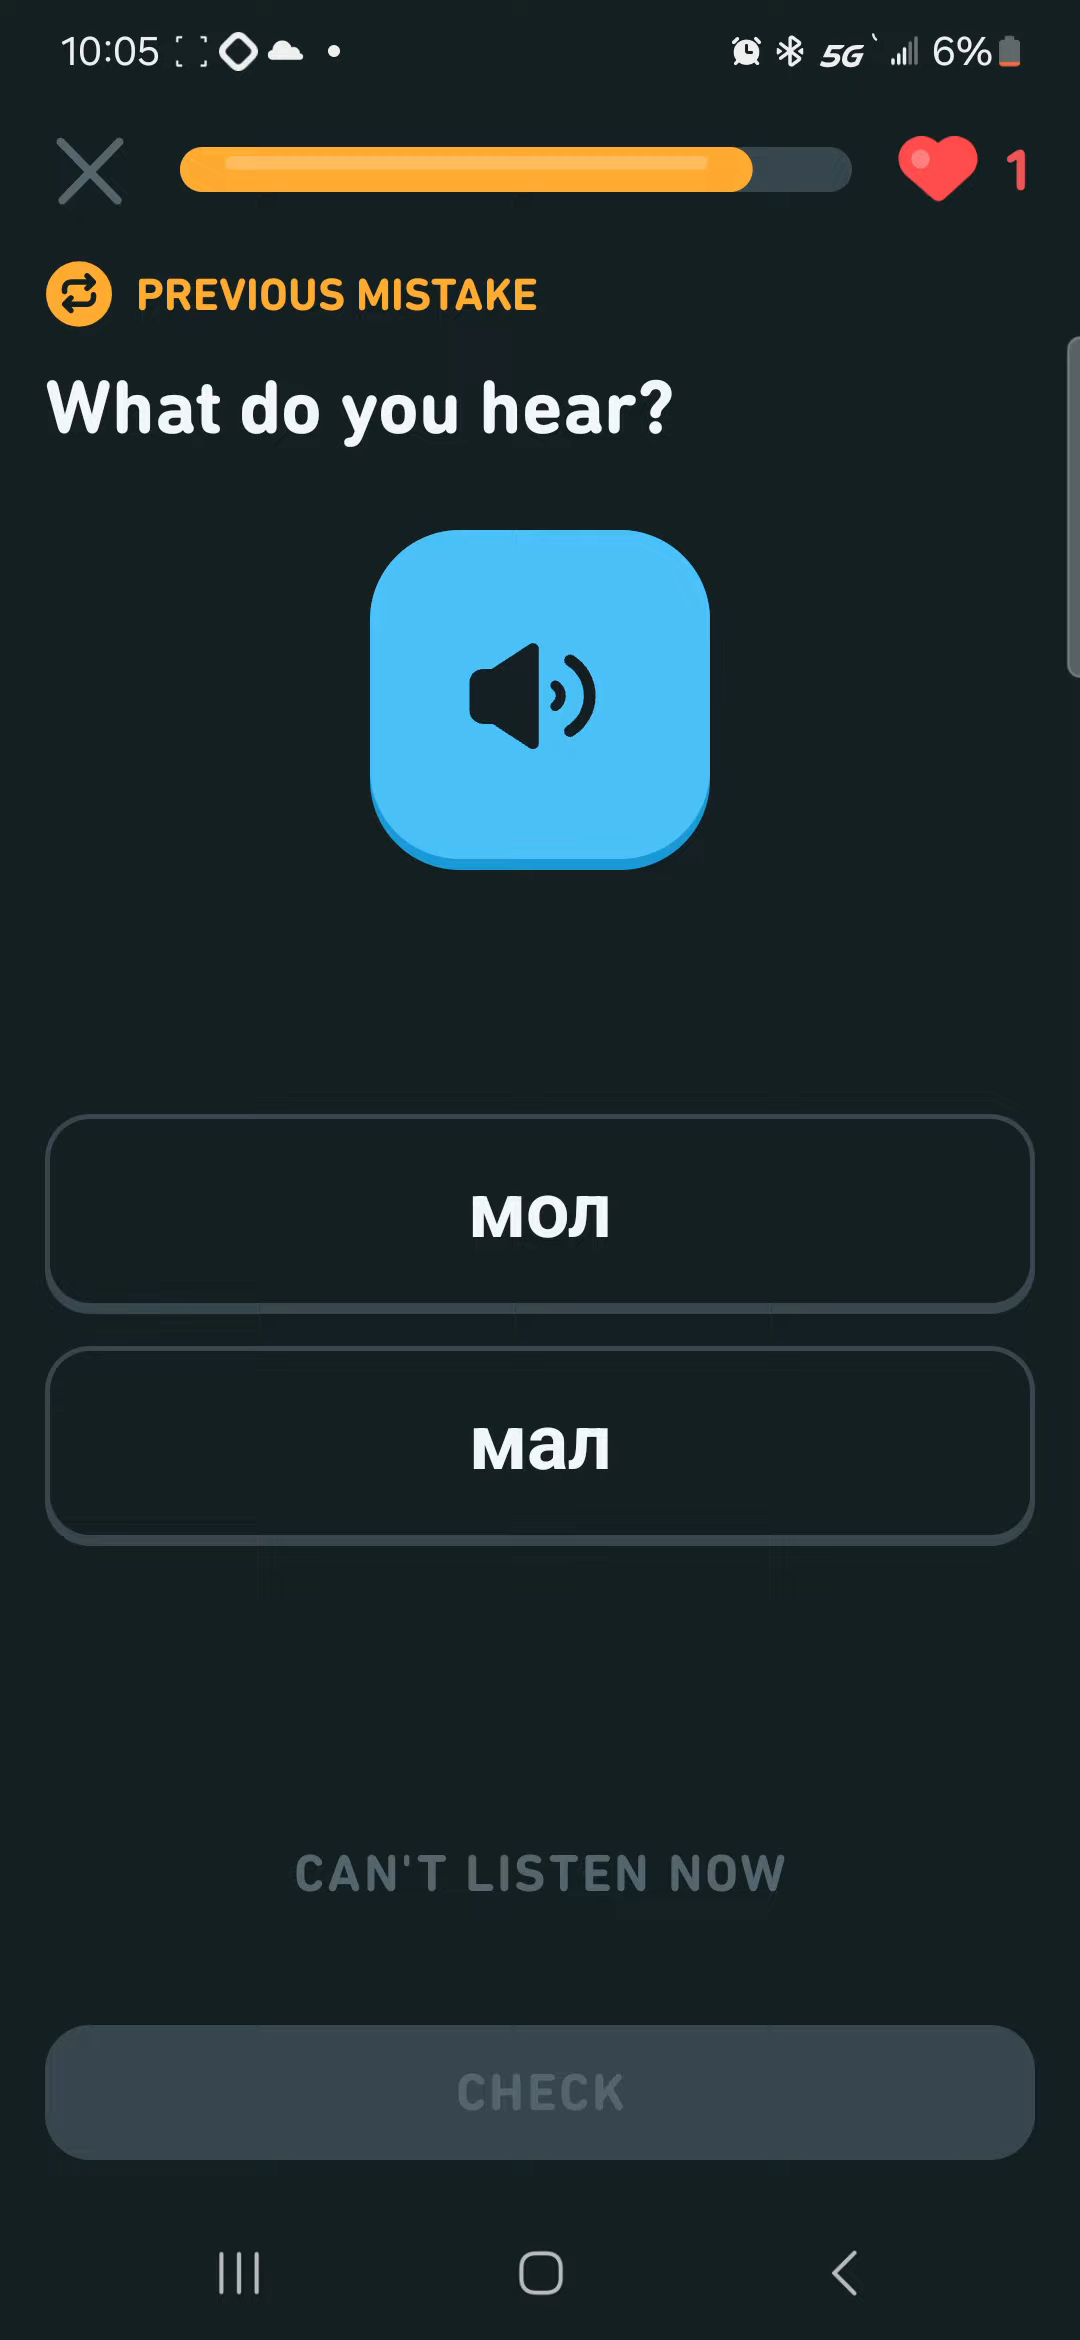 10:05
5G 6%
1
PREVIOUS MISTAKE
What do you hear?
мол
мал
CAN'T LISTEN NOW
CHECK